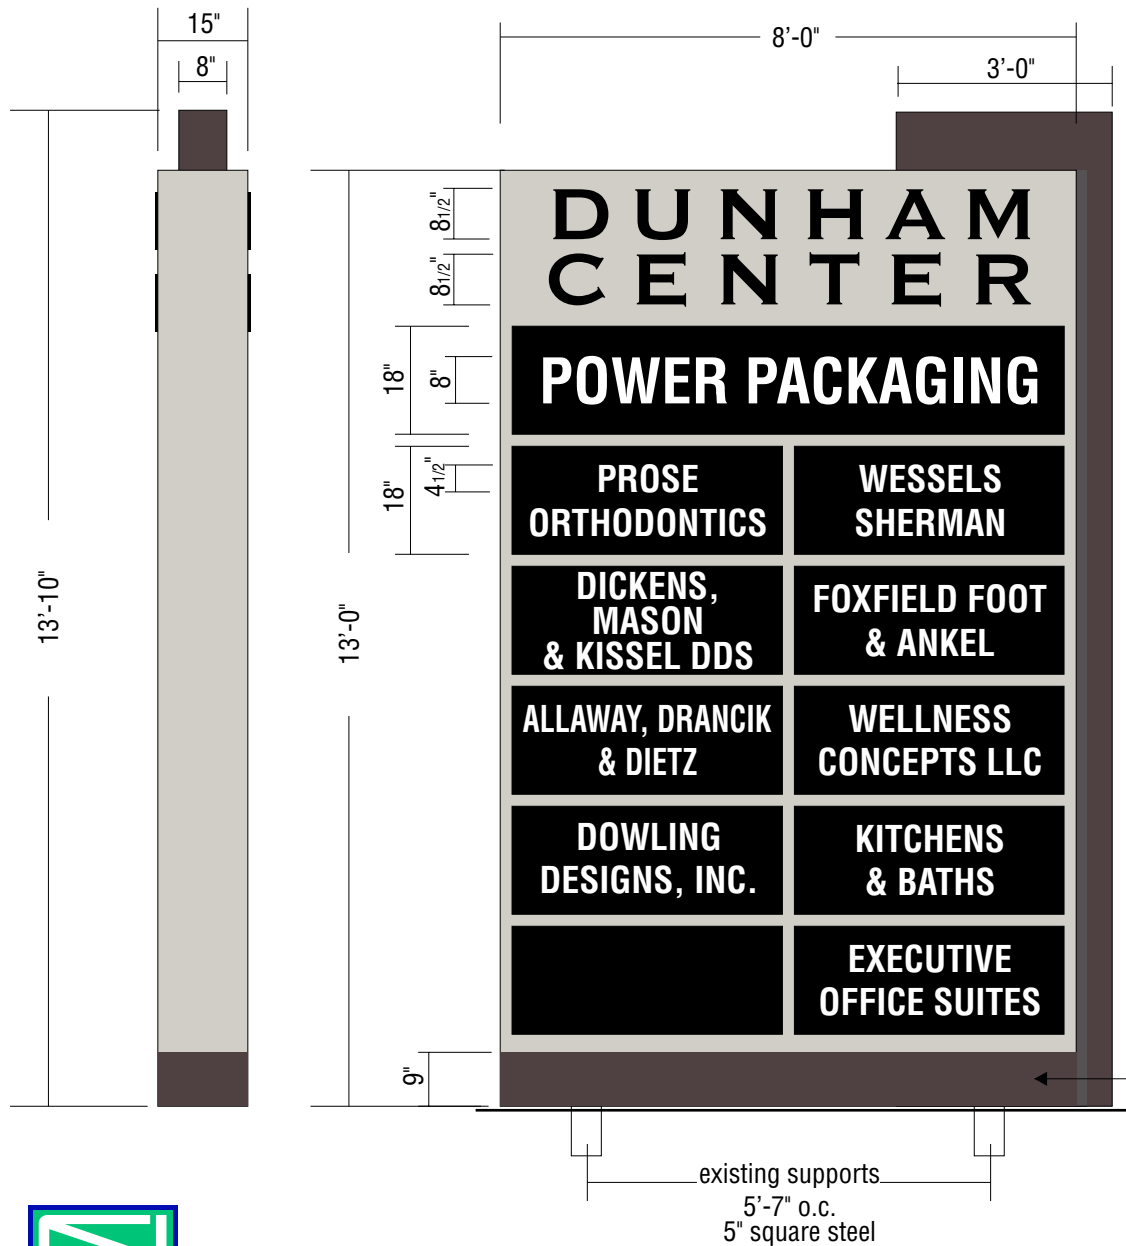 15"
8"
8’-0"
3’-0"
13’-10"
13’-0"
8 1/2"
8 1/2"
18"
8"
18"
4 1/2"
9"
DUNHAM
CENTER
POWER PACKAGING
PROSE
ORTHODONTICS
WESSELS
SHERMAN
DICKENS,
MASON
& KISSEL DDS
FOXFIELD FOOT
& ANKEL
ALLAWAY, DRANCIK
& DIETZ
WELLNESS
CONCEPTS LLC
DOWLING
DESIGNS, INC.
KITCHENS
& BATHS
EXECUTIVE
OFFICE SUITES
existing supports
5’-7" o.c.
5" square steel